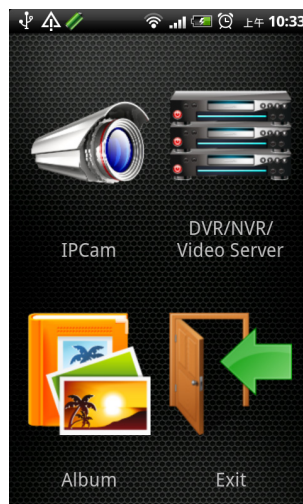 上午 10:33
IPCam
DVR/NVR/
Video Server
Album
Exit